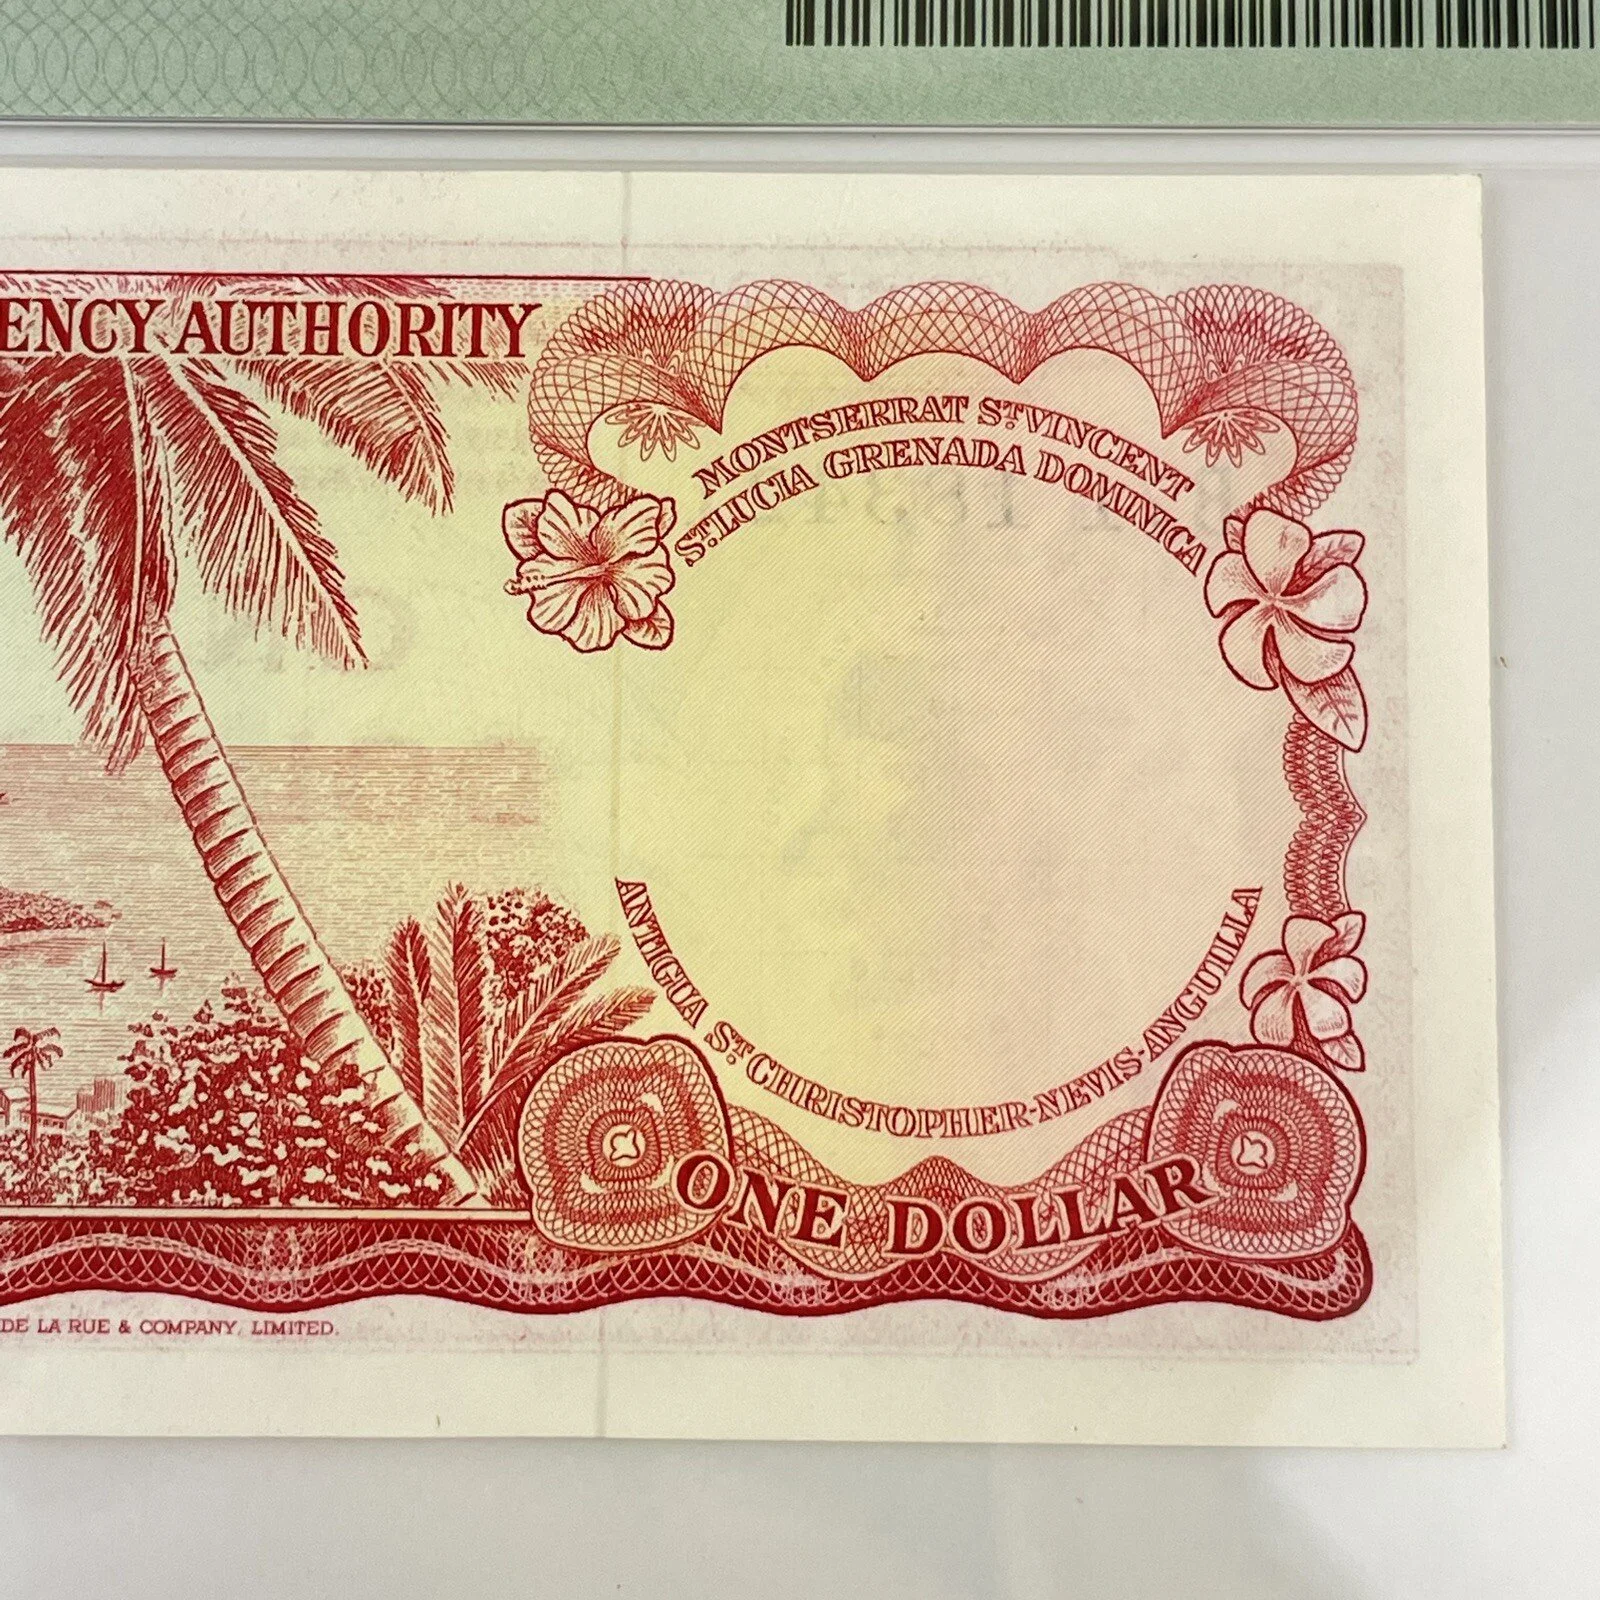 ENCY AUTHORITY
MONTSERRAT ST. VINCENT
ST. LUCIA GRENADA DOMINICA
ANTIGUA ST. CHRISTOPHER-NEVIS-ANGUILLA
ONE DOLLAR
DE LA RUE & COMPANY, LIMITED.